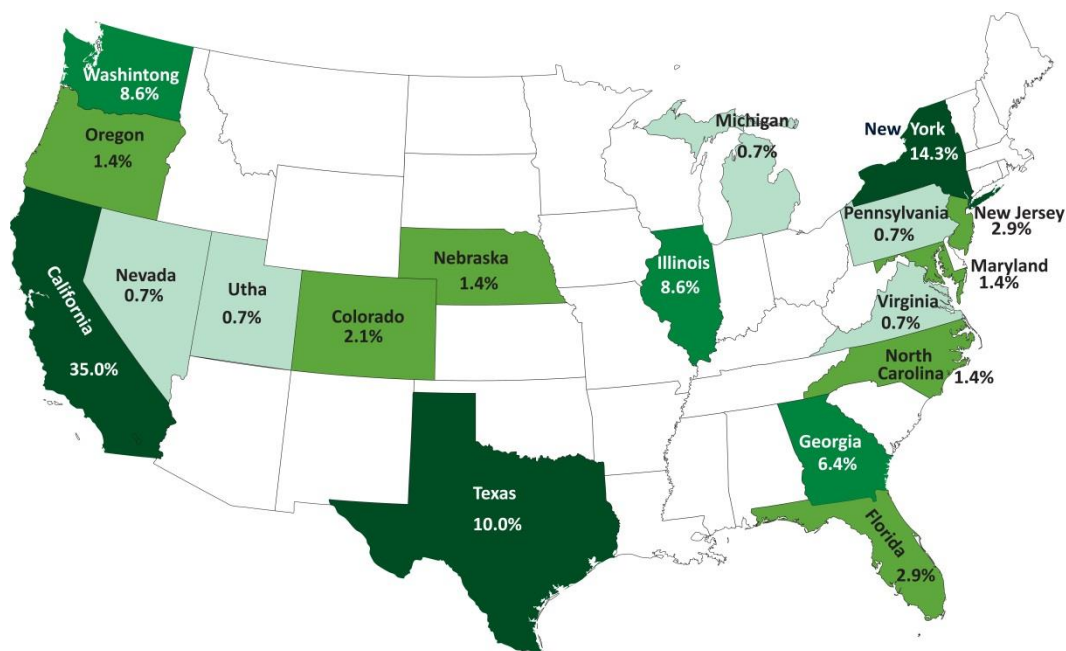 Washintong
8.6%
Oregon
1.4%
California
35.0%
Nevada
0.7%
Utha
0.7%
Colorado
2.1%
Nebraska
1.4%
Texas
10.0%
Illinois
8.6%
Michigan
0.7%
New York
14.3%
Pennsylvania
0.7%
New Jersey
2.9%
Maryland
1.4%
Virginia
0.7%
North
Carolina
1.4%
Georgia
6.4%
Florida
2.9%